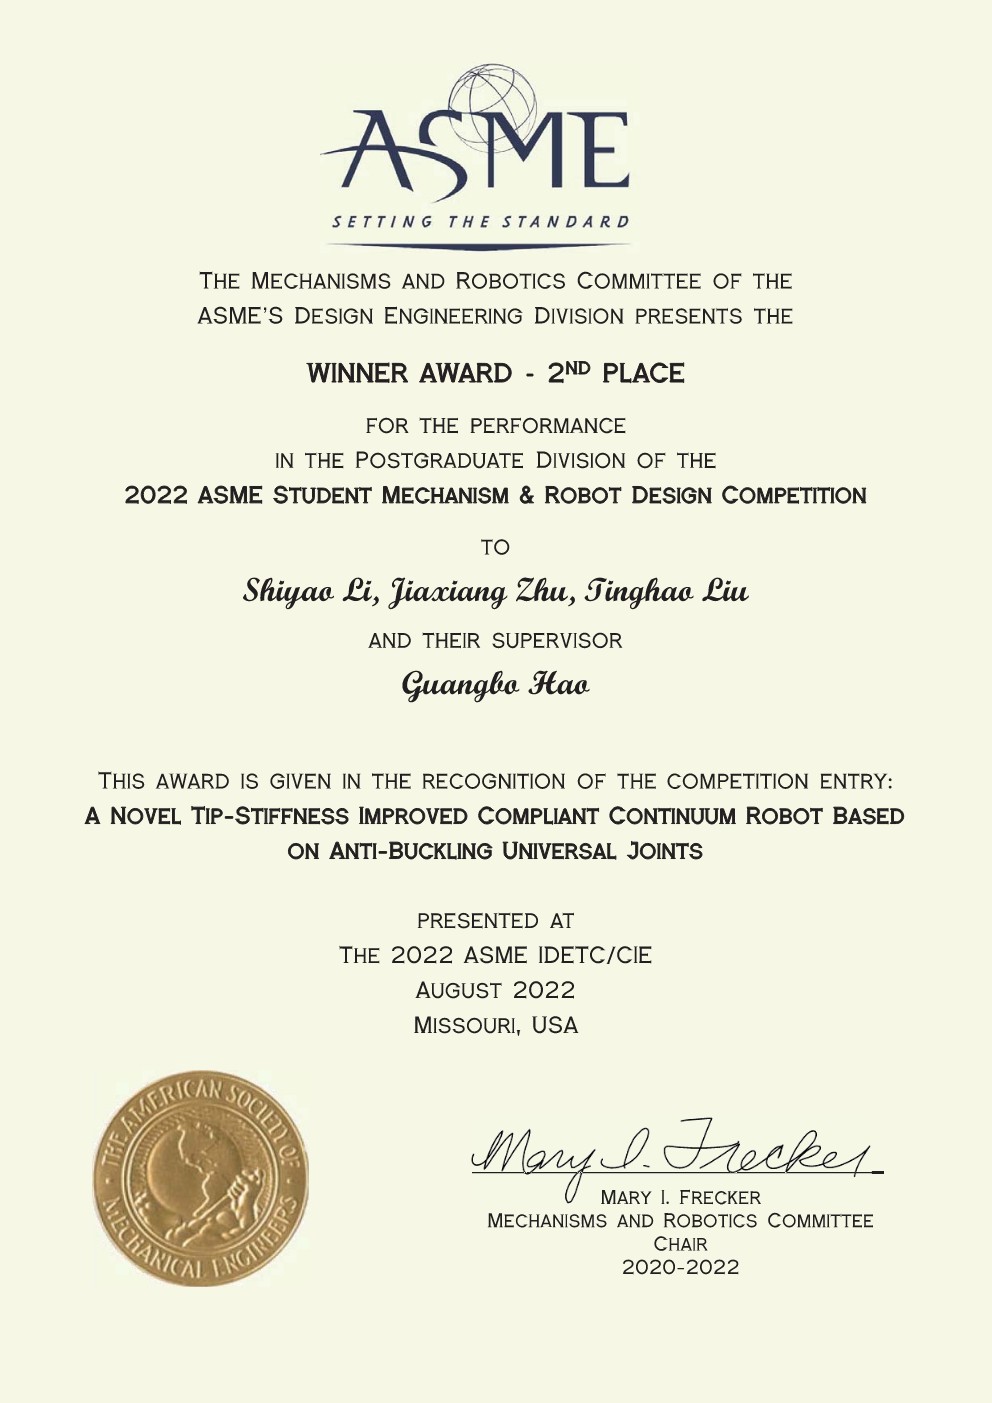 ASME
SETTING THE STANDARD
THE MECHANISMS AND ROBOTICS COMMITTEE OF THE
ASME'S DESIGN ENGINEERING DIVISION PRESENTS THE
WINNER AWARD - 2ND PLACE
FOR THE PERFORMANCE
IN THE POSTGRADUATE DIVISION OF THE
2022 ASME STUDENT MECHANISM & ROBOT DESIGN COMPETITION
TO
Shiyao Li, Jiaxiang Zhu, Tinghao Liu
AND THEIR SUPERVISOR
Guangbo Hao
THIS AWARD IS GIVEN IN THE RECOGNITION OF THE COMPETITION ENTRY:
A NOVEL TIP-STIFFNESS IMPROVED COMPLIANT CONTINUUM ROBOT BASED
ON ANTI-BUCKLING UNIVERSAL JOINTS
PRESENTED AT
THE 2022 ASME IDETC/CIE
AUGUST 2022
MISSOURI, USA
THE AMERICAN SOCIETY OF
MECHANICAL ENGINEERS
Mary I. Frecker
MARY I. FRECKER
MECHANISMS AND ROBOTICS COMMITTEE
CHAIR
2020-2022